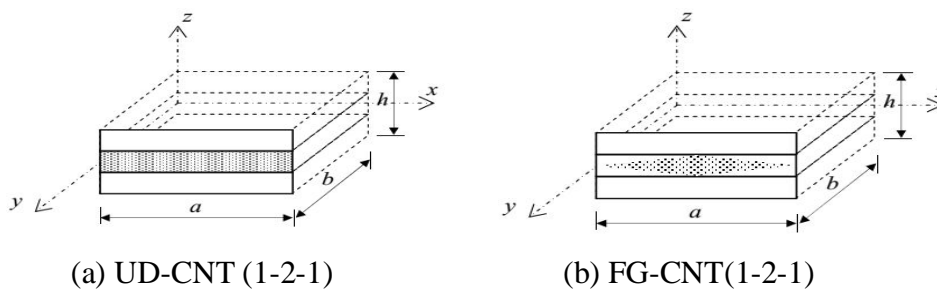 z
x
h
b
y
a
(a) UD-CNT (1-2-1)
z
h
b
y
a
(b) FG-CNT(1-2-1)